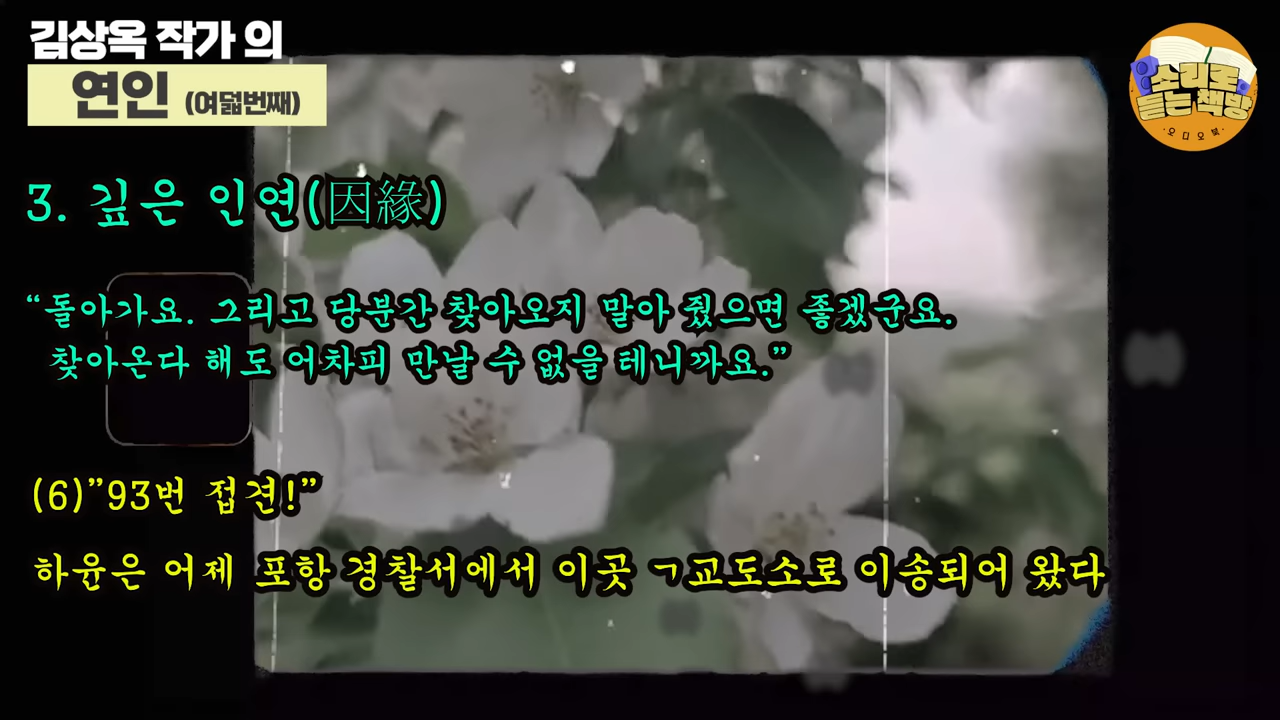 김상옥 작가 의
연인 (여덟번째)
소리로
듣는 책방
·오디오북·
3. 깊은 인연(因緣)
“돌아가요. 그리고 당분간 찾아오지 말아 줬으면 좋겠군요.
찾아온다 해도 어차피 만날 수 없을 테니까요.”
(6)”93번 접견!”
하윤은 어제 포항 경찰서에서 이곳 ㄱ교도소로 이송되어 왔다